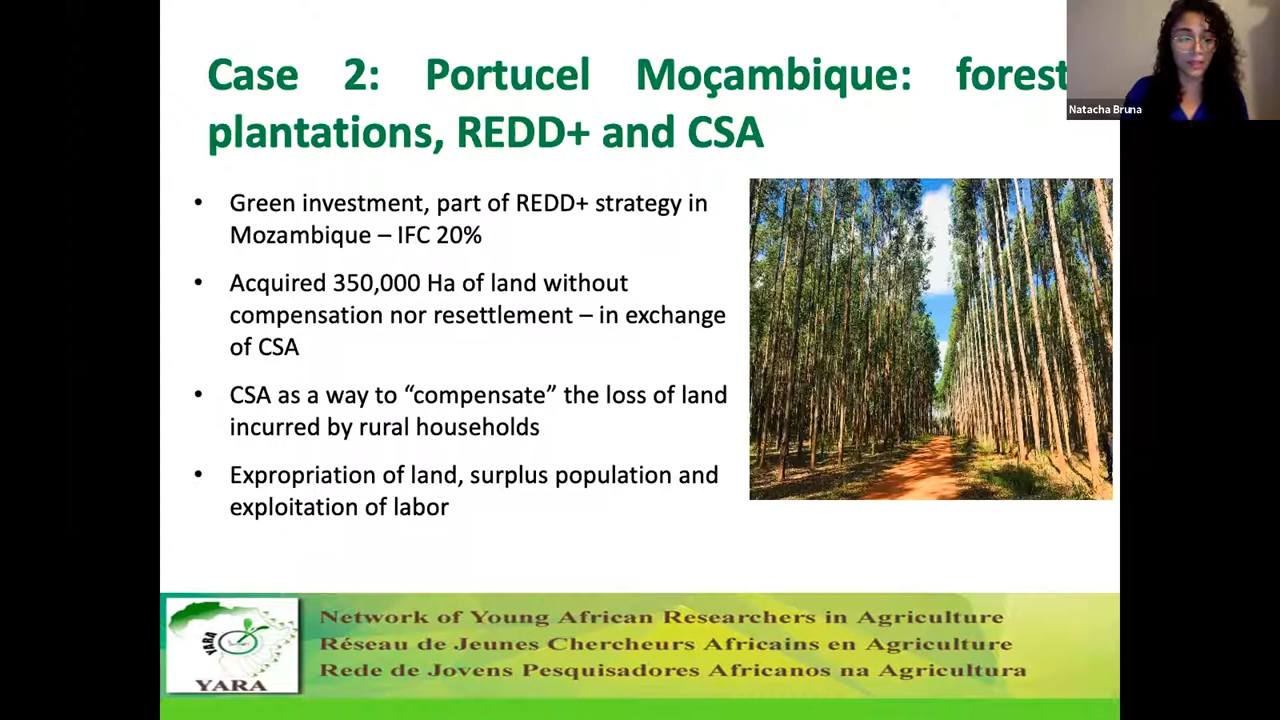 Case 2: Portucel Moçambique: forest
plantations, REDD+ and CSA
Natacha Bruna
• Green investment, part of REDD+ strategy in
Mozambique – IFC 20%
• Acquired 350,000 Ha of land without
compensation nor resettlement – in exchange
of CSA
• CSA as a way to “compensate” the loss of land
incurred by rural households
• Expropriation of land, surplus population and
exploitation of labor
YARA
YARA
Network of Young African Researchers in Agriculture
Réseau de Jeunes Chercheurs Africains en Agriculture
Rede de Jovens Pesquisadores Africanos na Agricultura